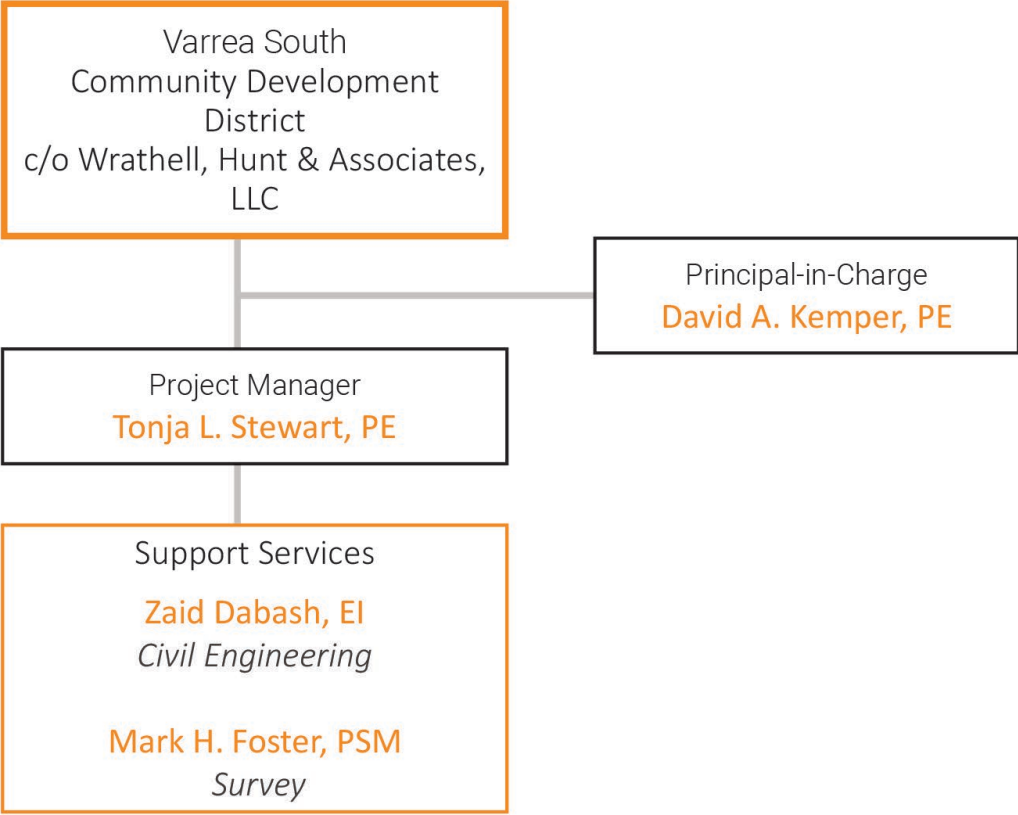 Varrea South
Community Development
District
c/o Wrathell, Hunt & Associates,
LLC
Principal-in-Charge
David A. Kemper, PE
Project Manager
Tonja L. Stewart, PE
Support Services
Zaid Dabash, EI
Civil Engineering
Mark H. Foster, PSM
Survey